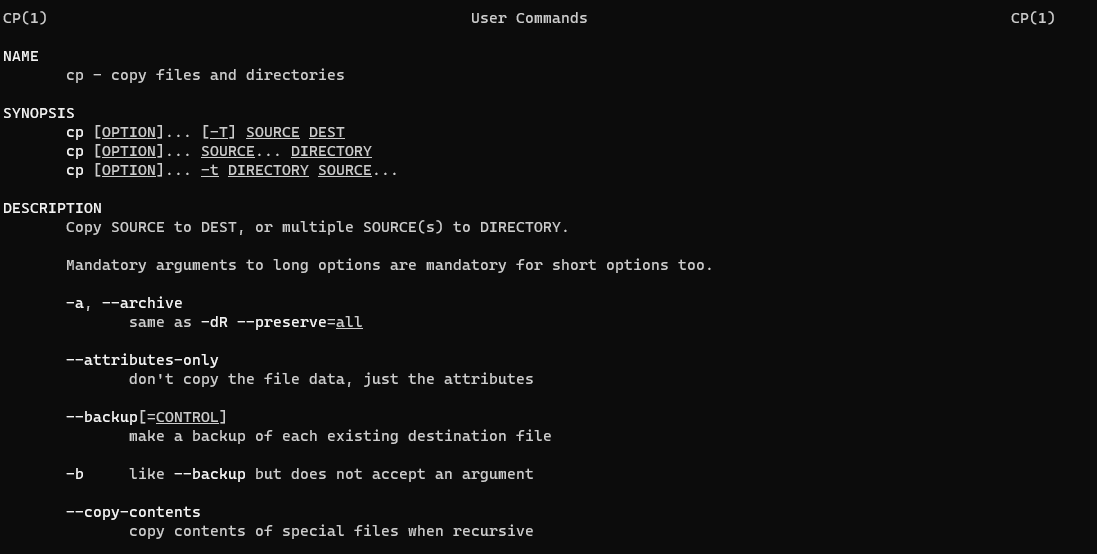 CP(1) User Commands CP(1)
NAME
cp - copy files and directories
SYNOPSIS
cp [OPTION]... [-T] SOURCE DEST
cp [OPTION]... SOURCE... DIRECTORY
cp [OPTION]... -t DIRECTORY SOURCE...
DESCRIPTION
Copy SOURCE to DEST, or multiple SOURCE(s) to DIRECTORY.
Mandatory arguments to long options are mandatory for short options too.
-a, --archive
same as -dR --preserve=all
--attributes-only
don't copy the file data, just the attributes
--backup[=CONTROL]
make a backup of each existing destination file
-b like --backup but does not accept an argument
--copy-contents
copy contents of special files when recursive